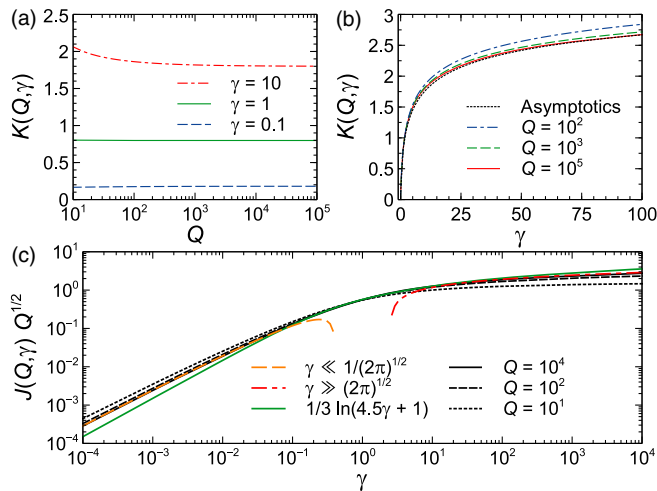 (a)
K(Q,γ)
2.5
2
1.5
1
0.5
0
γ = 10
γ = 1
γ = 0.1
10¹ 10² 10³ 10⁴ 10⁵
Q
(b)
K(Q,γ)
3
2.5
2
1.5
1
0.5
0
Asymptotics
Q = 10²
Q = 10³
Q = 10⁵
0 25 50 75 100
γ
(c)
J(Q,γ) Q^1/2
10¹
10⁰
10⁻¹
10⁻²
10⁻³
10⁻⁴
γ ≪ 1/(2π)^1/2
γ ≫ (2π)^1/2
1/3 ln(4.5γ + 1)
Q = 10⁴
Q = 10²
Q = 10¹
10⁻⁴ 10⁻³ 10⁻² 10⁻¹ 10⁰ 10¹ 10² 10³ 10⁴
γ